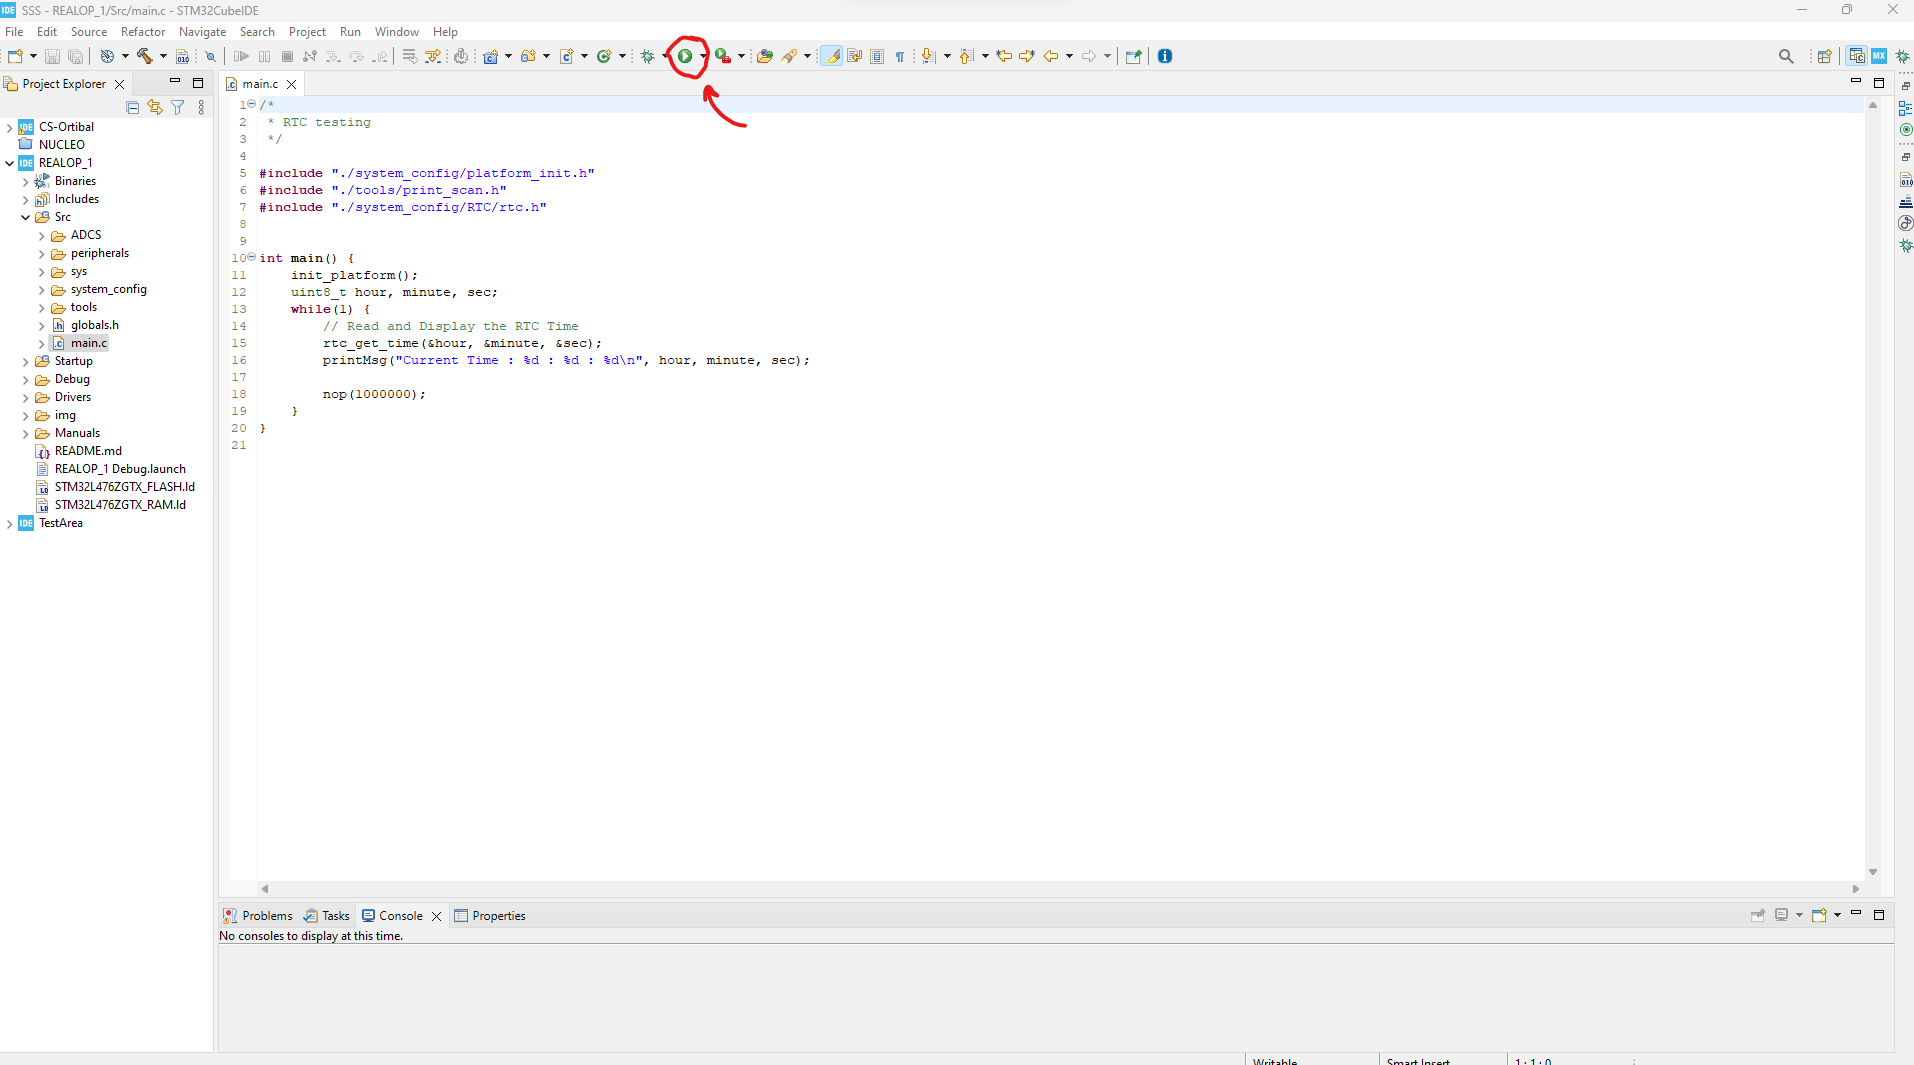 IDE SSS - REALOP_1/Src/main.c - STM32CubeIDE
File Edit Source Refactor Navigate Search Project Run Window Help
Project Explorer
main.c
CS-Ortibal
NUCLEO
REALOP_1
Binaries
Includes
Src
ADCS
peripherals
sys
system_config
tools
globals.h
main.c
Startup
Debug
Drivers
img
Manuals
README.md
REALOP_1 Debug.launch
STM32L476ZGTX_FLASH.ld
STM32L476ZGTX_RAM.ld
TestArea
1 /*
2 * RTC testing
3 */
4
5 #include "./system_config/platform_init.h"
6 #include "./tools/print_scan.h"
7 #include "./system_config/RTC/rtc.h"
8
9
10 int main() {
11 init_platform();
12 uint8_t hour, minute, sec;
13 while(1) {
14 // Read and Display the RTC Time
15 rtc_get_time(&hour, &minute, &sec);
16 printMsg("Current Time : %d : %d : %d\n", hour, minute, sec);
17
18 nop(1000000);
19 }
20 }
21
Problems Tasks Console Properties
No consoles to display at this time.
Writable Smart Insert 1 : 1 : 0